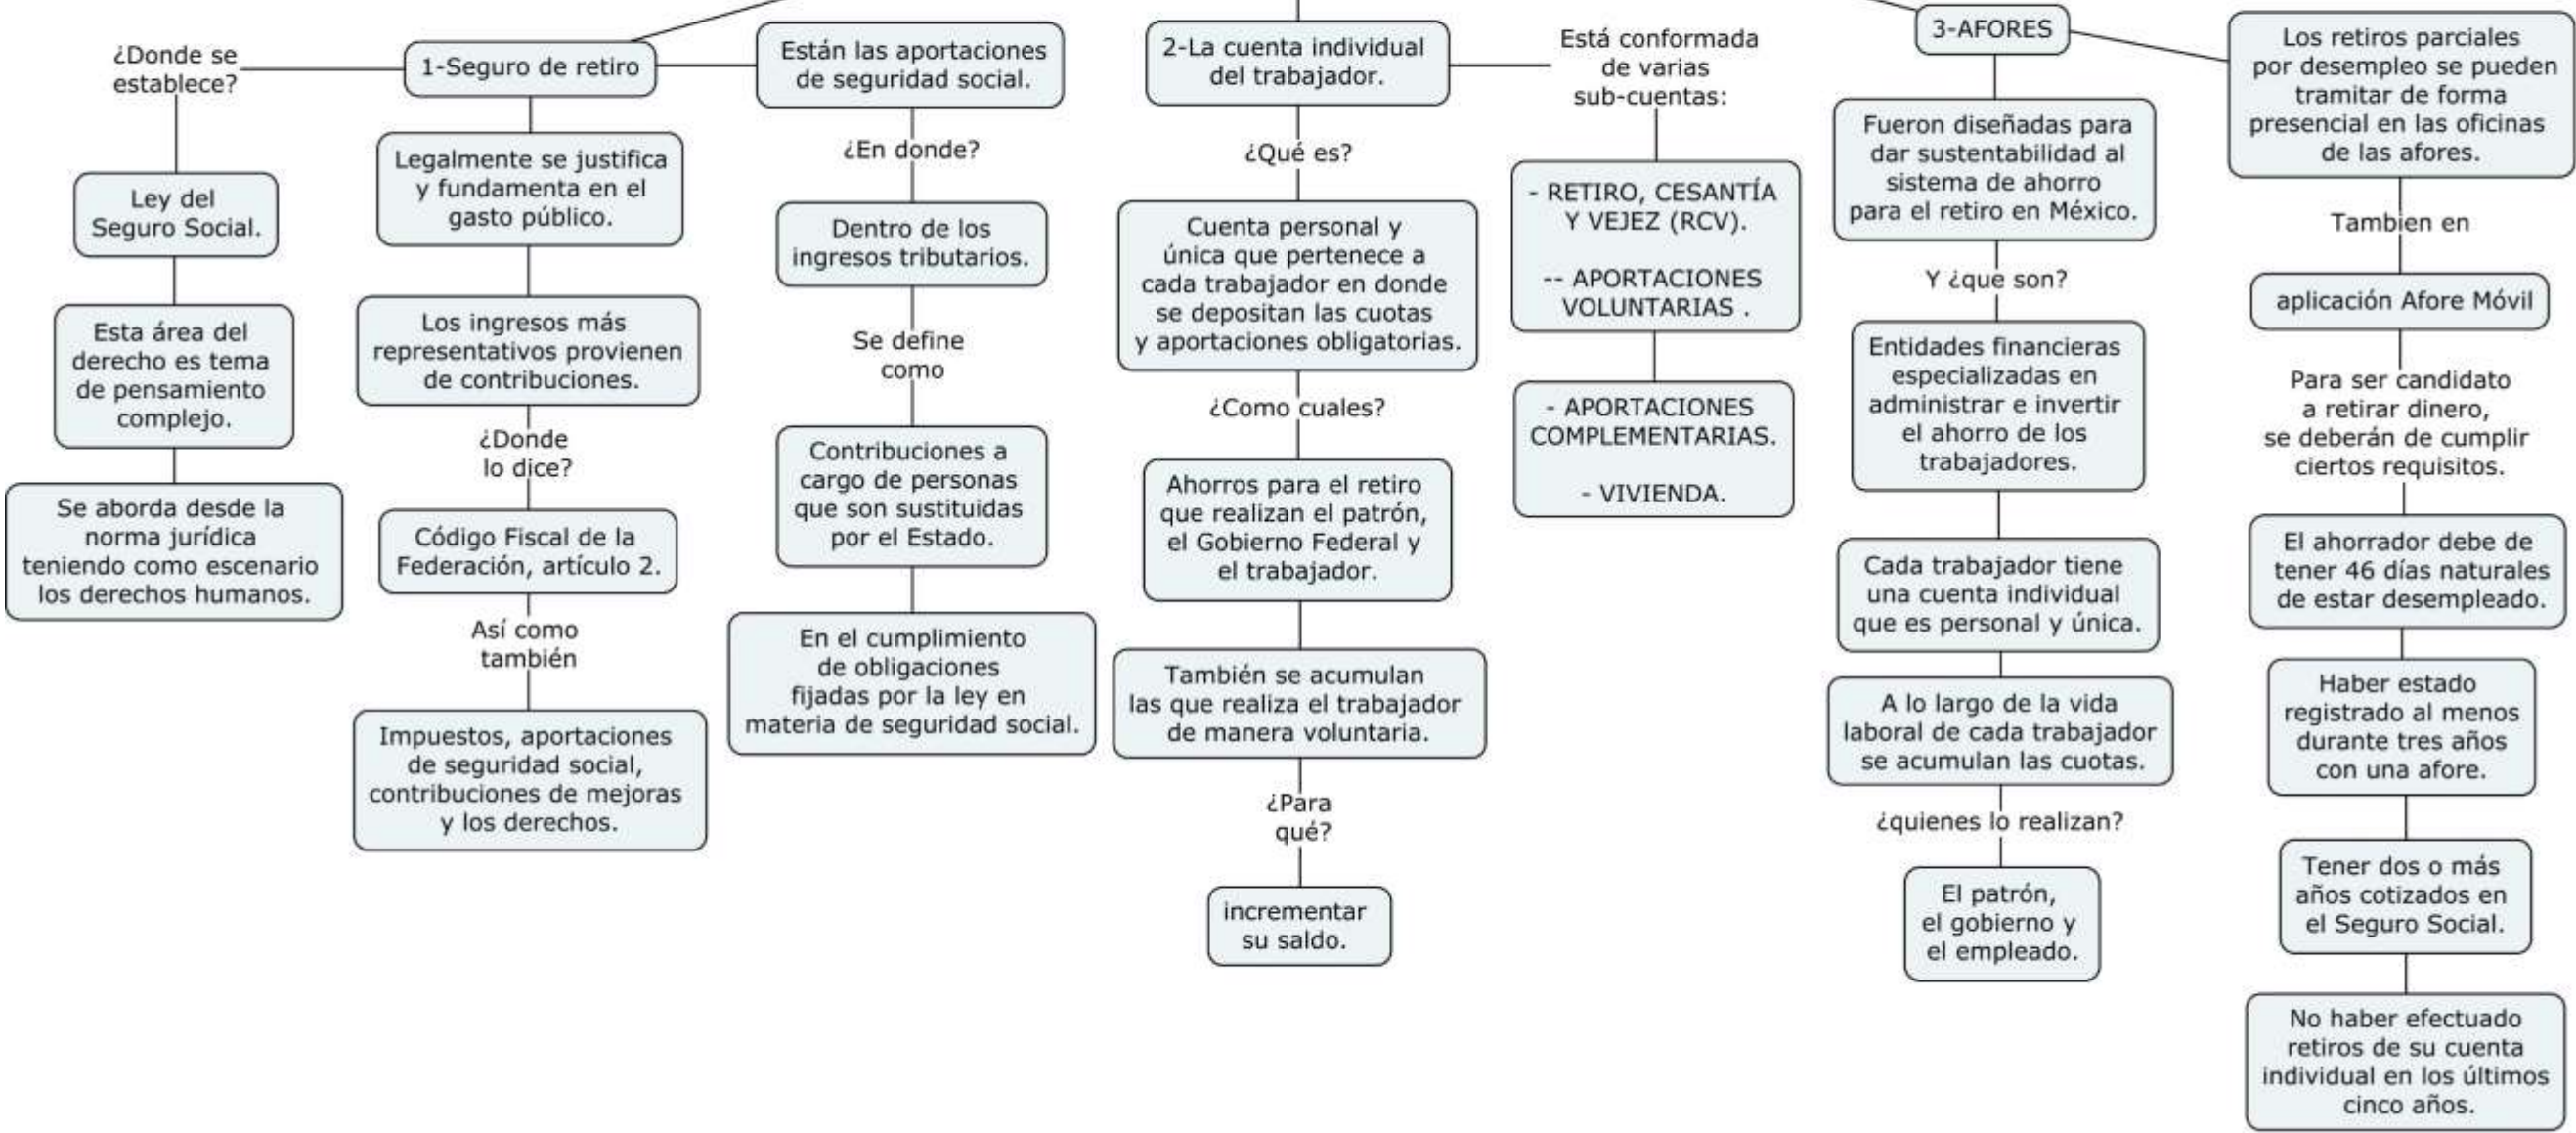 ¿Donde se
establece?
Ley del
Seguro Social.
Esta área del
derecho es tema
de pensamiento
complejo.
Se aborda desde la
norma jurídica
teniendo como escenario
los derechos humanos.
1-Seguro de retiro
Legalmente se justifica
y fundamenta en el
gasto público.
Los ingresos más
representativos provienen
de contribuciones.
¿Donde
lo dice?
Código Fiscal de la
Federación, artículo 2.
Así como
también
Impuestos, aportaciones
de seguridad social,
contribuciones de mejoras
y los derechos.
Están las aportaciones
de seguridad social.
¿En donde?
Dentro de los
ingresos tributarios.
Se define
como
Contribuciones a
cargo de personas
que son sustituidas
por el Estado.
En el cumplimiento
de obligaciones
fijadas por la ley en
materia de seguridad social.
2-La cuenta individual
del trabajador.
¿Qué es?
Cuenta personal y
única que pertenece a
cada trabajador en donde
se depositan las cuotas
y aportaciones obligatorias.
¿Como cuales?
Ahorros para el retiro
que realizan el patrón,
el Gobierno Federal y
el trabajador.
También se acumulan
las que realiza el trabajador
de manera voluntaria.
¿Para
qué?
incrementar
su saldo.
Está conformada
de varias
sub-cuentas:
- RETIRO, CESANTÍA
Y VEJEZ (RCV).
-- APORTACIONES
VOLUNTARIAS .
- APORTACIONES
COMPLEMENTARIAS.
- VIVIENDA.
3-AFORES
Fueron diseñadas para
dar sustentabilidad al
sistema de ahorro
para el retiro en México.
Y ¿que son?
Entidades financieras
especializadas en
administrar e invertir
el ahorro de los
trabajadores.
Cada trabajador tiene
una cuenta individual
que es personal y única.
A lo largo de la vida
laboral de cada trabajador
se acumulan las cuotas.
¿quienes lo realizan?
El patrón,
el gobierno y
el empleado.
Los retiros parciales
por desempleo se pueden
tramitar de forma
presencial en las oficinas
de las afores.
Tambien en
aplicación Afore Móvil
Para ser candidato
a retirar dinero,
se deberán de cumplir
ciertos requisitos.
El ahorrador debe de
tener 46 días naturales
de estar desempleado.
Haber estado
registrado al menos
durante tres años
con una afore.
Tener dos o más
años cotizados en
el Seguro Social.
No haber efectuado
retiros de su cuenta
individual en los últimos
cinco años.